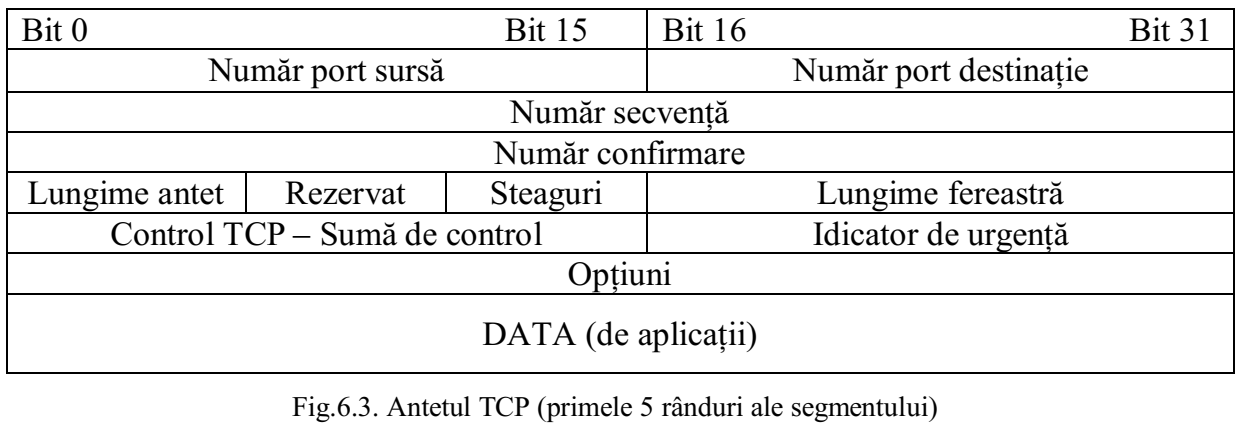 Bit 0 Bit 15 Bit 16 Bit 31
Număr port sursă Număr port destinație
Număr secvență
Număr confirmare
Lungime antet Rezervat Steaguri Lungime fereastră
Control TCP – Sumă de control Idicator de urgență
Opțiuni
DATA (de aplicații)
Fig.6.3. Antetul TCP (primele 5 rânduri ale segmentului)